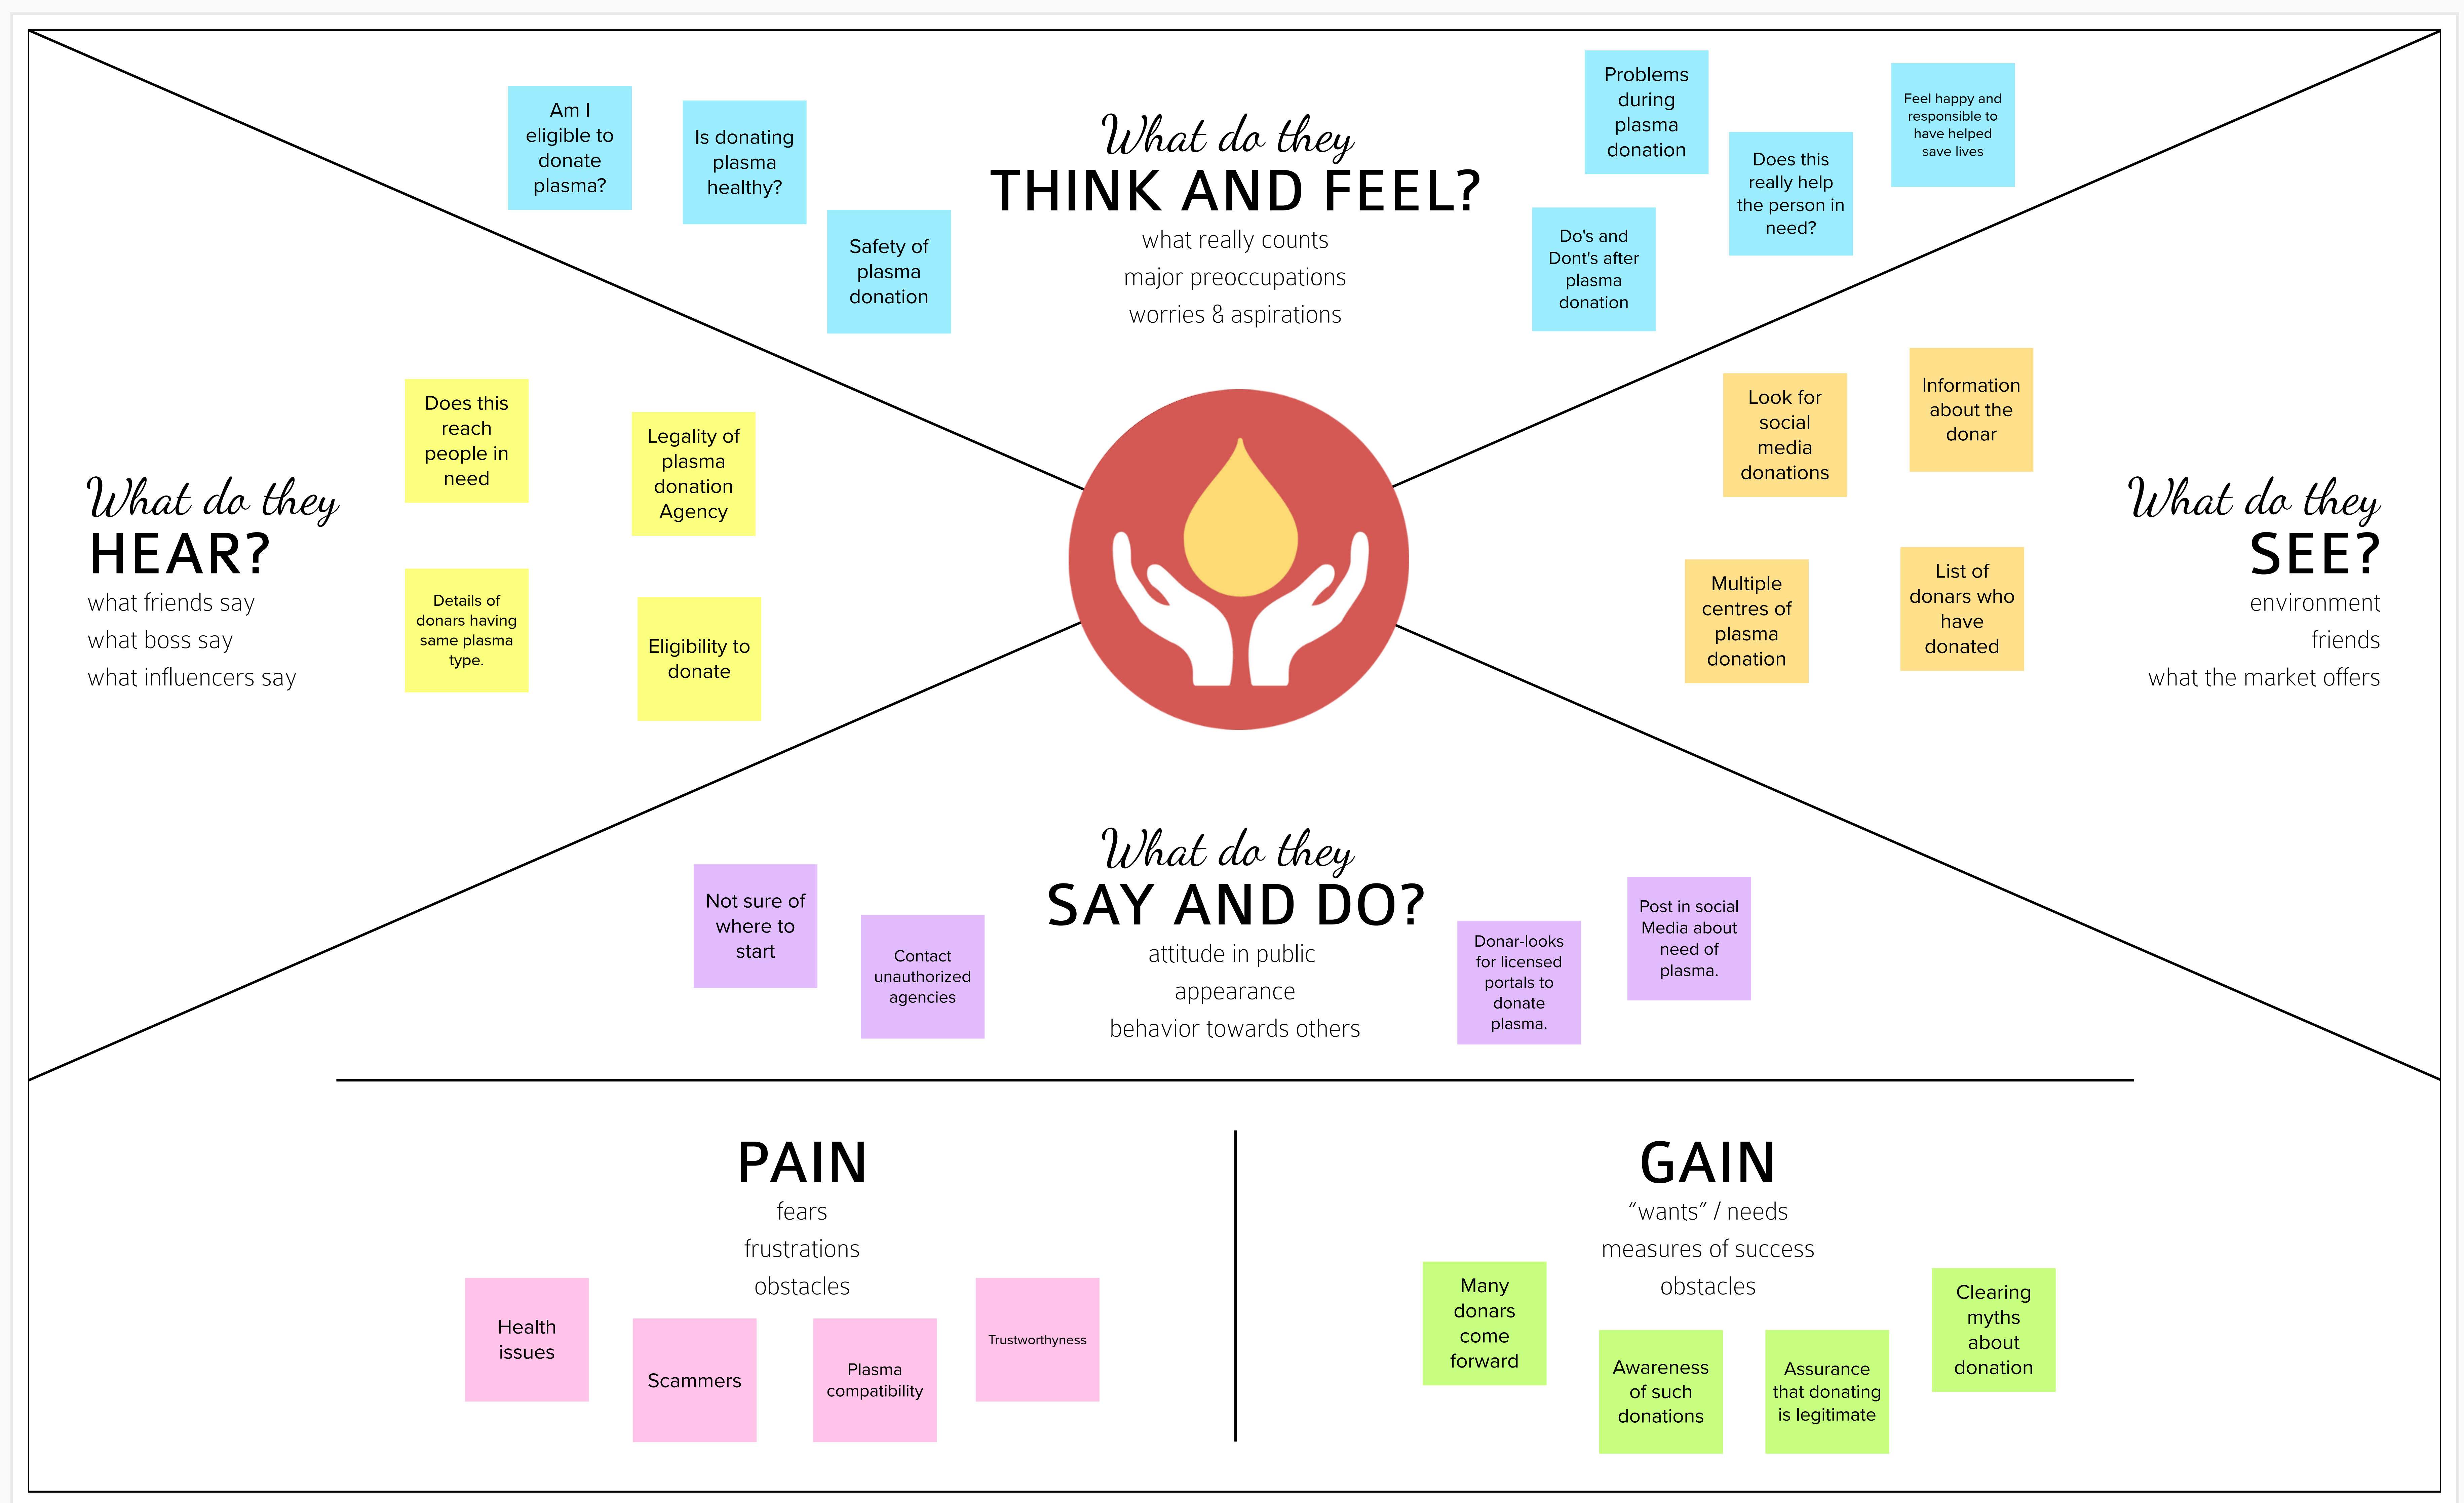 What do they
THINK AND FEEL?
what really counts
major preoccupations
worries & aspirations
Am I
eligible to
donate
plasma?
Is donating
plasma
healthy?
Safety of
plasma
donation
Problems
during
plasma
donation
Does this
really help
the person in
need?
Feel happy and
responsible to
have helped
save lives
Do's and
Dont's after
plasma
donation
What do they
HEAR?
what friends say
what boss say
what influencers say
Does this
reach
people in
need
Legality of
plasma
donation
Agency
Details of
donars having
same plasma
type.
Eligibility to
donate
Look for
social
media
donations
Information
about the
donar
Multiple
centres of
plasma
donation
List of
donars who
have
donated
What do they
SEE?
environment
friends
what the market offers
What do they
SAY AND DO?
attitude in public
appearance
behavior towards others
Not sure of
where to
start
Contact
unauthorized
agencies
Donar-looks
for licensed
portals to
donate
plasma.
Post in social
Media about
need of
plasma.
PAIN
fears
frustrations
obstacles
Health
issues
Scammers
Plasma
compatibility
Trustworthyness
GAIN
“wants” / needs
measures of success
obstacles
Many
donars
come
forward
Awareness
of such
donations
Assurance
that donating
is legitimate
Clearing
myths
about
donation